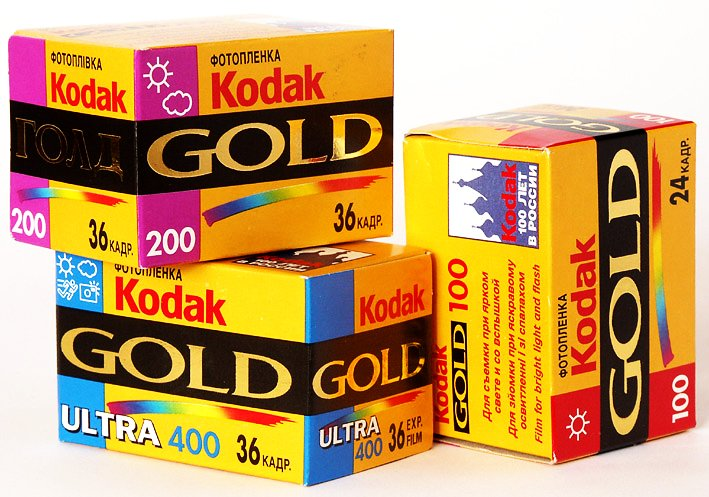 ФОТОПЛІВКА
Kodak
ГОЛД
200
36 КАДР.
ФОТОПЛЕНКА
Kodak
GOLD
200
36 КАДР.
ФОТОПЛЕНКА
Kodak
GOLD
ULTRA 400
36 КАДР.
Kodak
GOLD
ULTRA
400
36 EXP.
FILM
Kodak
100 ЛЕТ
В РОССИИ
Kodak
GOLD 100
Для съемки при ярком
свете и со вспышкой
Для зйомки при яскравому
освитленні і зі спалахом
Film for bright light and flash
ФОТОПЛЕНКА
Kodak
GOLD
24 КАДР.
100